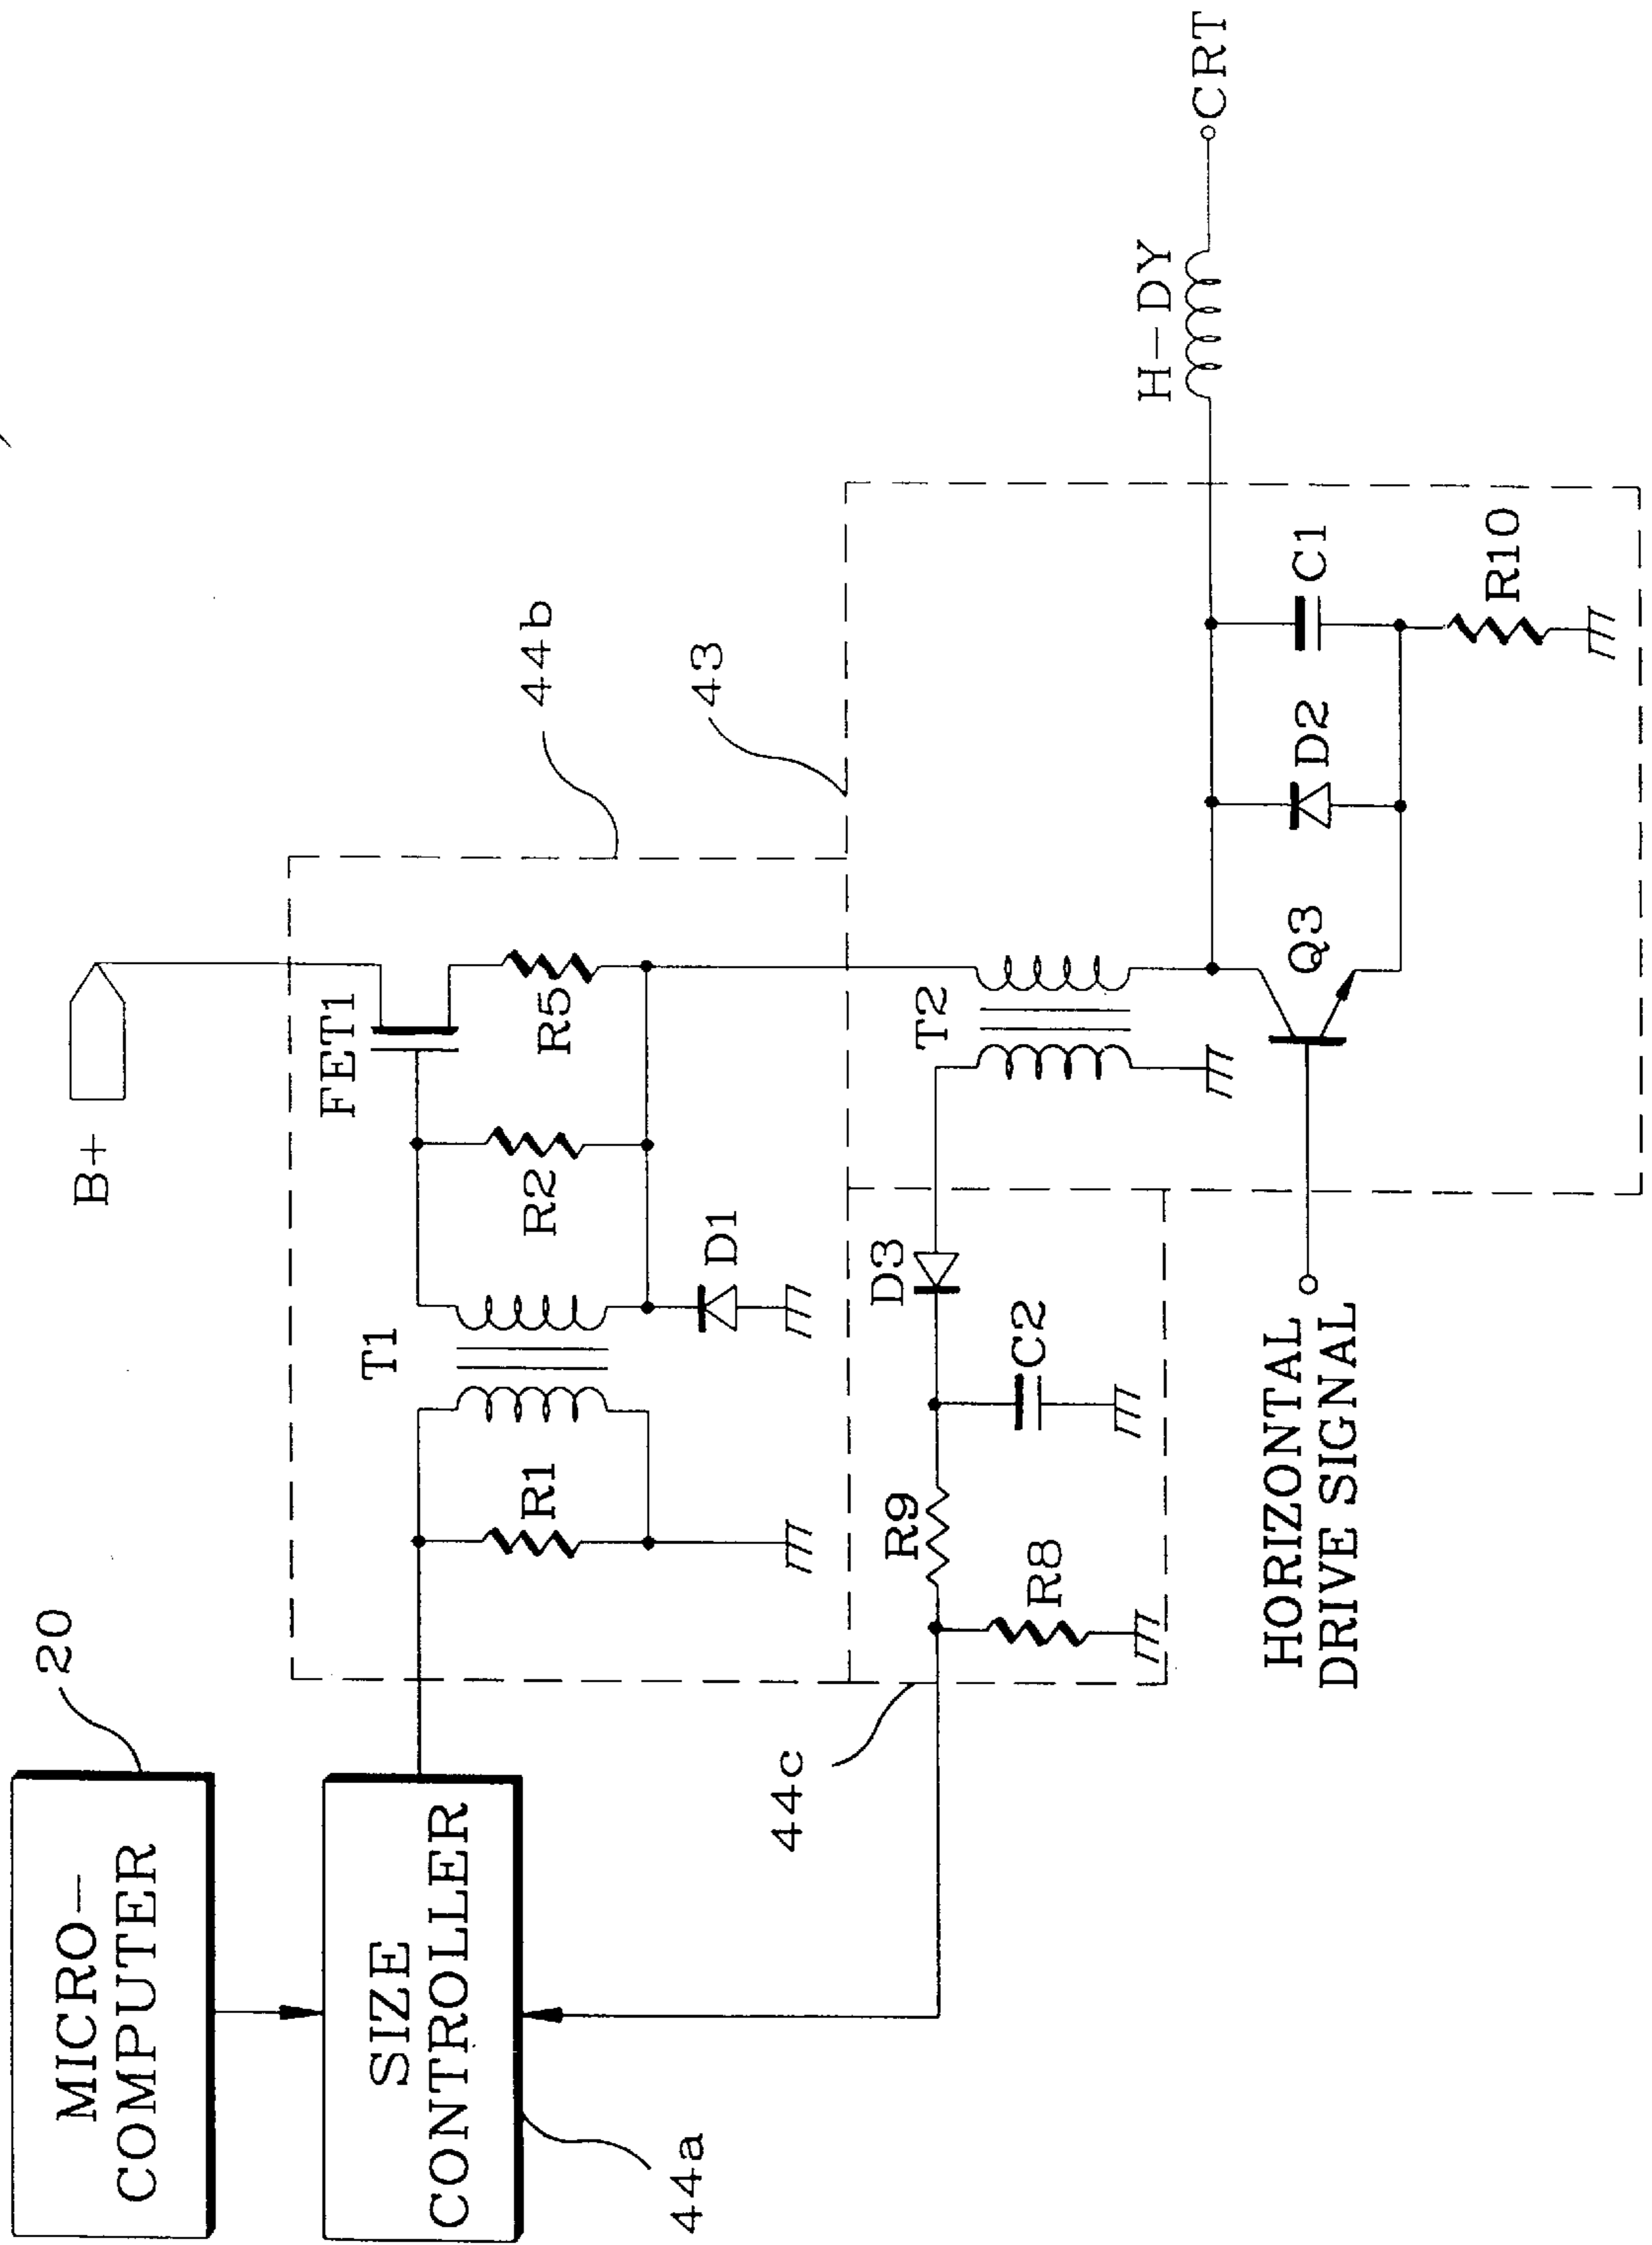 MICRO-
COMPUTER
20
SIZE
CONTROLLER
44a
B+
FET1
44b
T1
R1
R2
R5
D1
43
44c
R9
D3
T2
R8
C2
H-DY
CRT
Q3
D2
C1
R10
HORIZONTAL
DRIVE SIGNAL